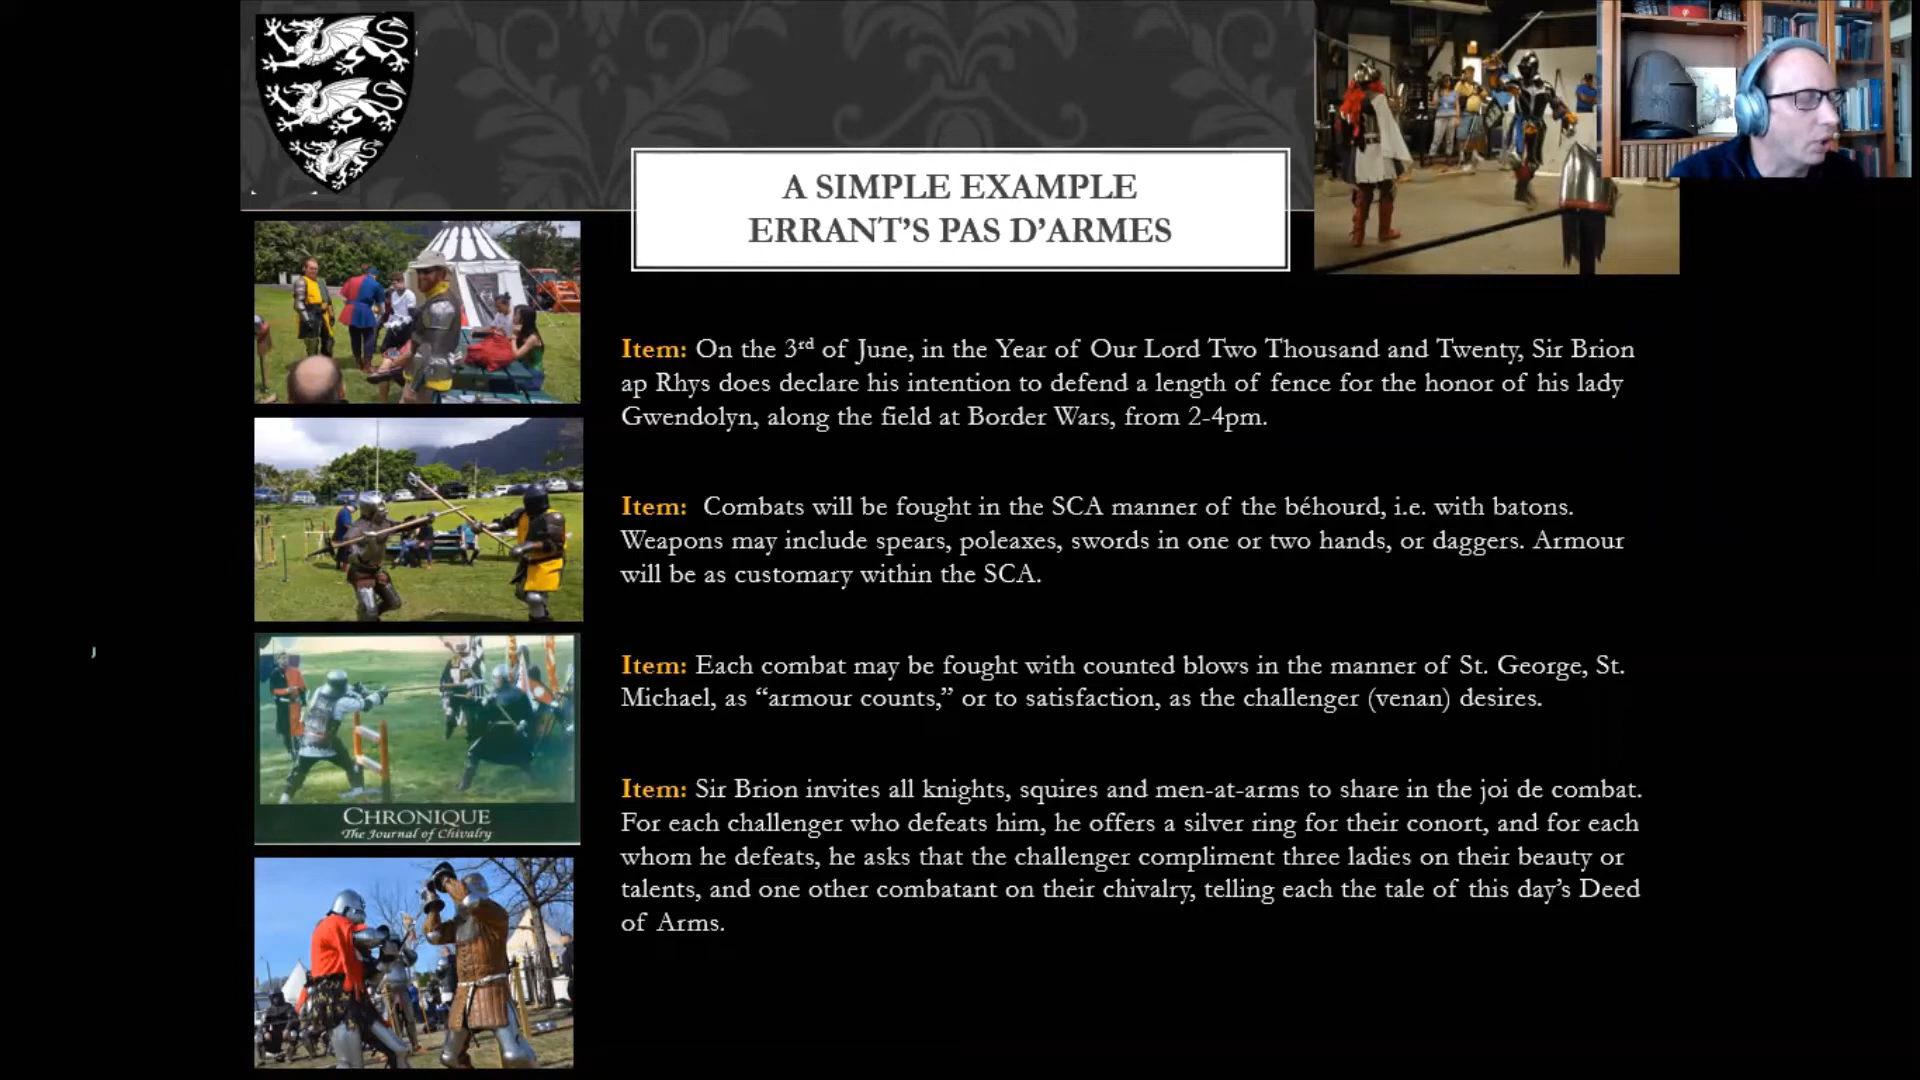 A SIMPLE EXAMPLE
ERRANT'S PAS D'ARMES
Item: On the 3rd of June, in the Year of Our Lord Two Thousand and Twenty, Sir Brion
ap Rhys does declare his intention to defend a length of fence for the honor of his lady
Gwendolyn, along the field at Border Wars, from 2-4pm.
Item: Combats will be fought in the SCA manner of the béhourd, i.e. with batons.
Weapons may include spears, poleaxes, swords in one or two hands, or daggers. Armour
will be as customary within the SCA.
Item: Each combat may be fought with counted blows in the manner of St. George, St.
Michael, as “armour counts,” or to satisfaction, as the challenger (venan) desires.
Item: Sir Brion invites all knights, squires and men-at-arms to share in the joi de combat.
For each challenger who defeats him, he offers a silver ring for their conort, and for each
whom he defeats, he asks that the challenger compliment three ladies on their beauty or
talents, and one other combatant on their chivalry, telling each the tale of this day’s Deed
of Arms.
CHRONIQUE
The Journal of Chivalry